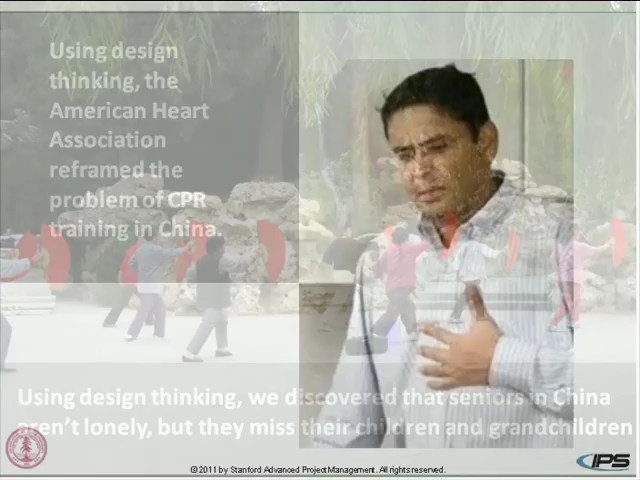 Using design
thinking, the
American Heart
Association
reframed the
problem of CPR
training in China.
Using design thinking, we discovered that seniors in China
aren't lonely, but they miss their children and grandchildren
© 2011 by Stanford Advanced Project Management. All rights reserved.
IPS